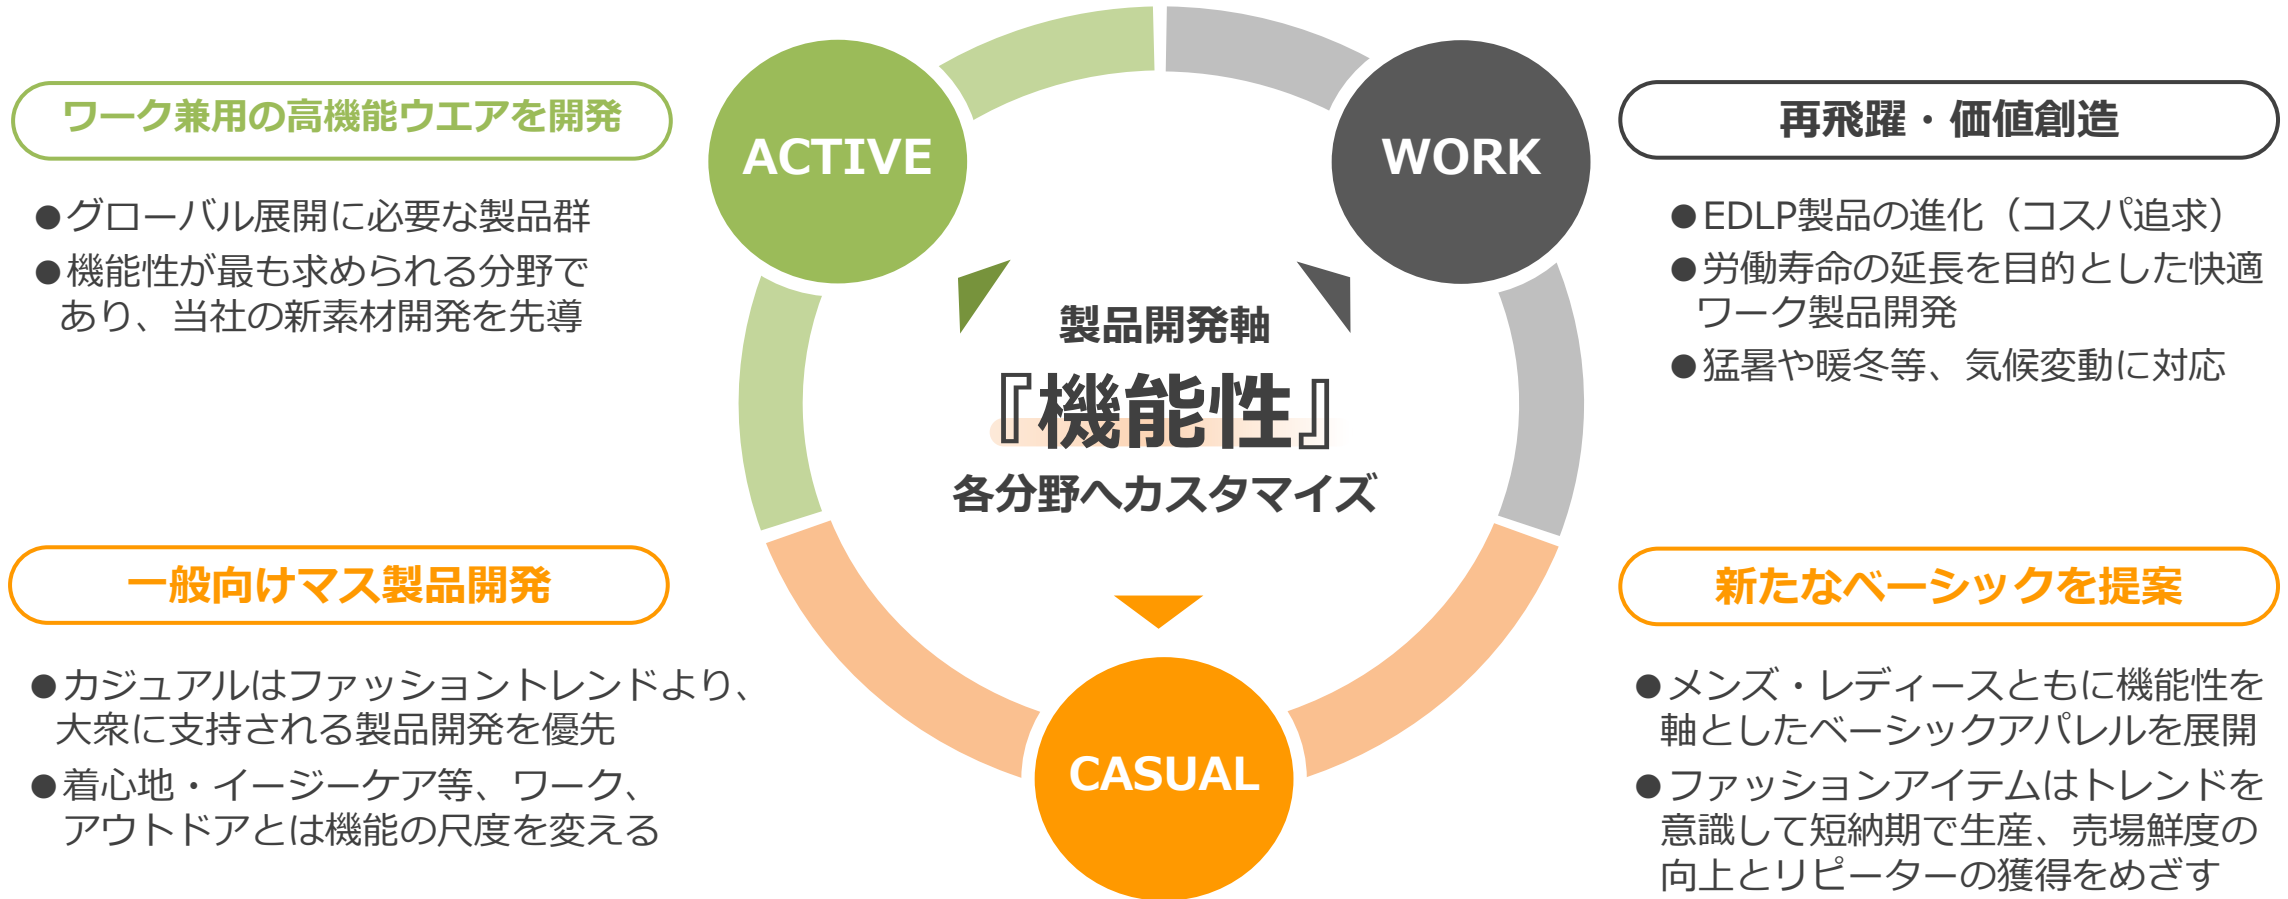 ワーク兼用の高機能ウエアを開発
●グローバル展開に必要な製品群
●機能性が最も求められる分野で
あり、当社の新素材開発を先導
ACTIVE
WORK
再飛躍・価値創造
●EDLP製品の進化（コスパ追求）
●労働寿命の延長を目的とした快適
ワーク製品開発
●猛暑や暖冬等、気候変動に対応
製品開発軸
『機能性』
各分野へカスタマイズ
一般向けマス製品開発
●カジュアルはファッショントレンドより、
大衆に支持される製品開発を優先
●着心地・イージーケア等、ワーク、
アウトドアとは機能の尺度を変える
CASUAL
新たなベーシックを提案
●メンズ・レディースともに機能性を
軸としたベーシックアパレルを展開
●ファッションアイテムはトレンドを
意識して短納期で生産、売場鮮度の
向上とリピーターの獲得をめざす